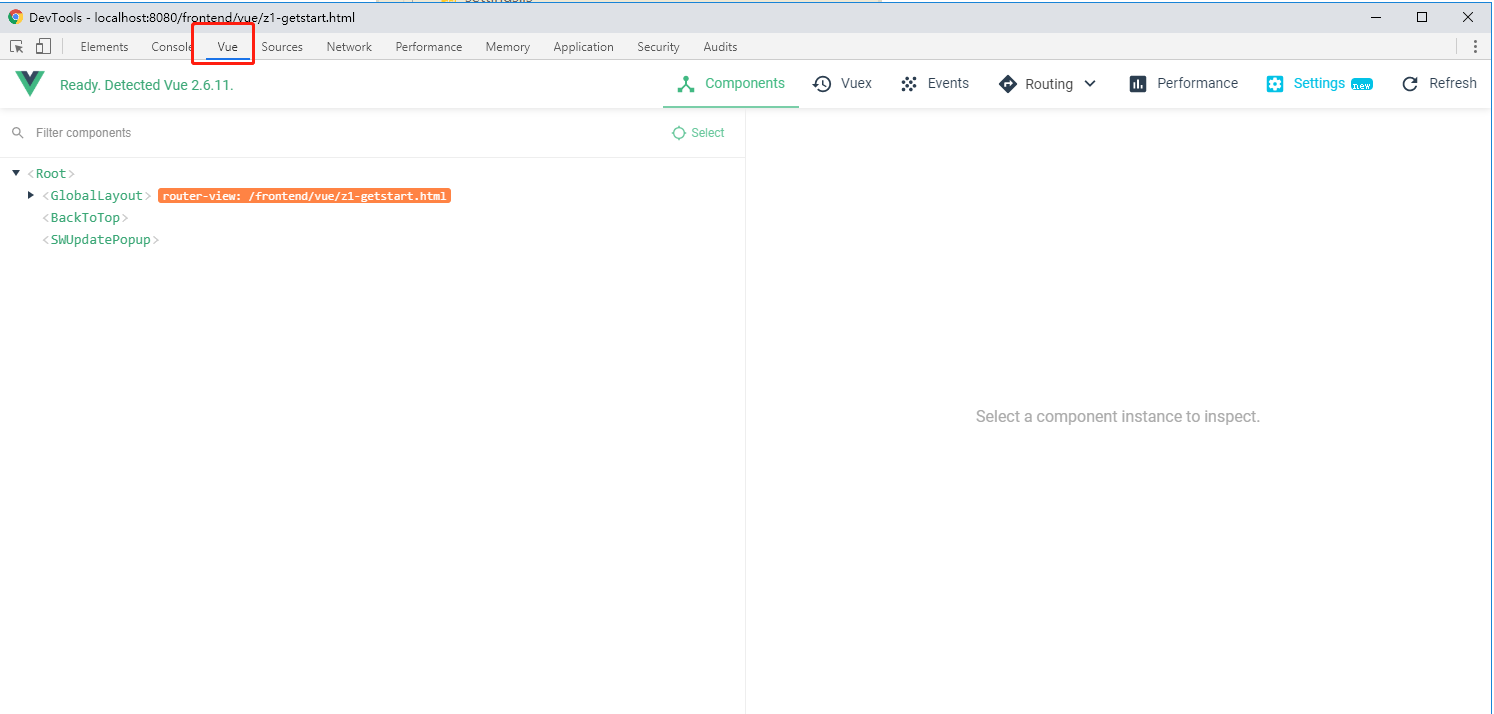 DevTools - localhost:8080/frontend/vue/z1-getstart.html
Elements Console Vue Sources Network Performance Memory Application Security Audits
Ready. Detected Vue 2.6.11. Components Vuex Events Routing Performance Settings new Refresh
Filter components Select
<Root>
<GlobalLayout> router-view: /frontend/vue/z1-getstart.html
<BackToTop>
<SWUpdatePopup>
Select a component instance to inspect.